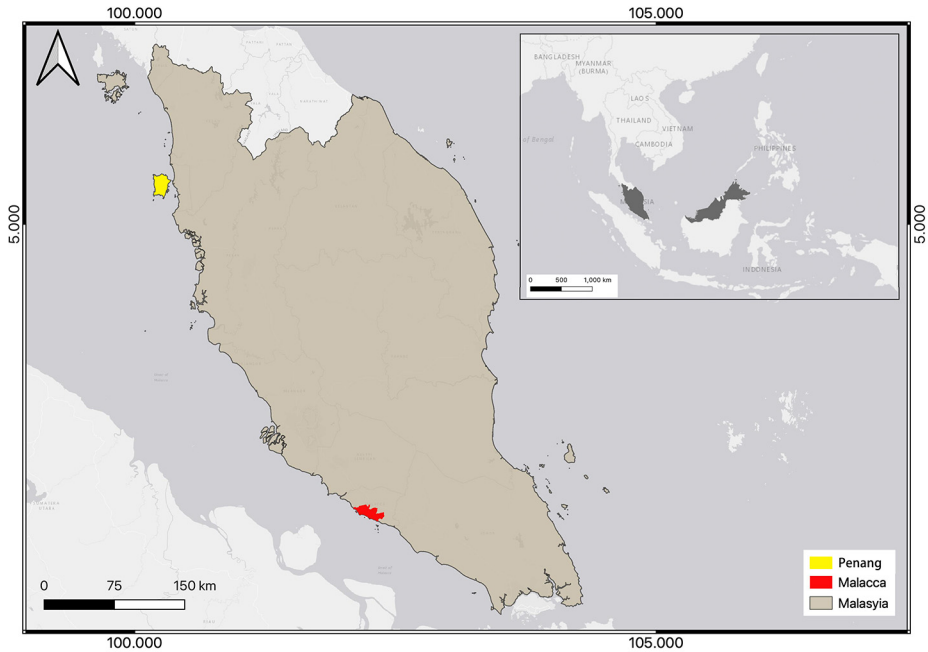 100.000
105.000
BANGLADESH
MYANMAR
(BURMA)
LAOS
THAILAND
VIETNAM
CAMBODIA
PHILIPPINES
of Bengal
INDONESIA
0 500 1,000 km
5.000
5.000
0 75 150 km
Penang
Malacca
Malasyia
100.000
105.000